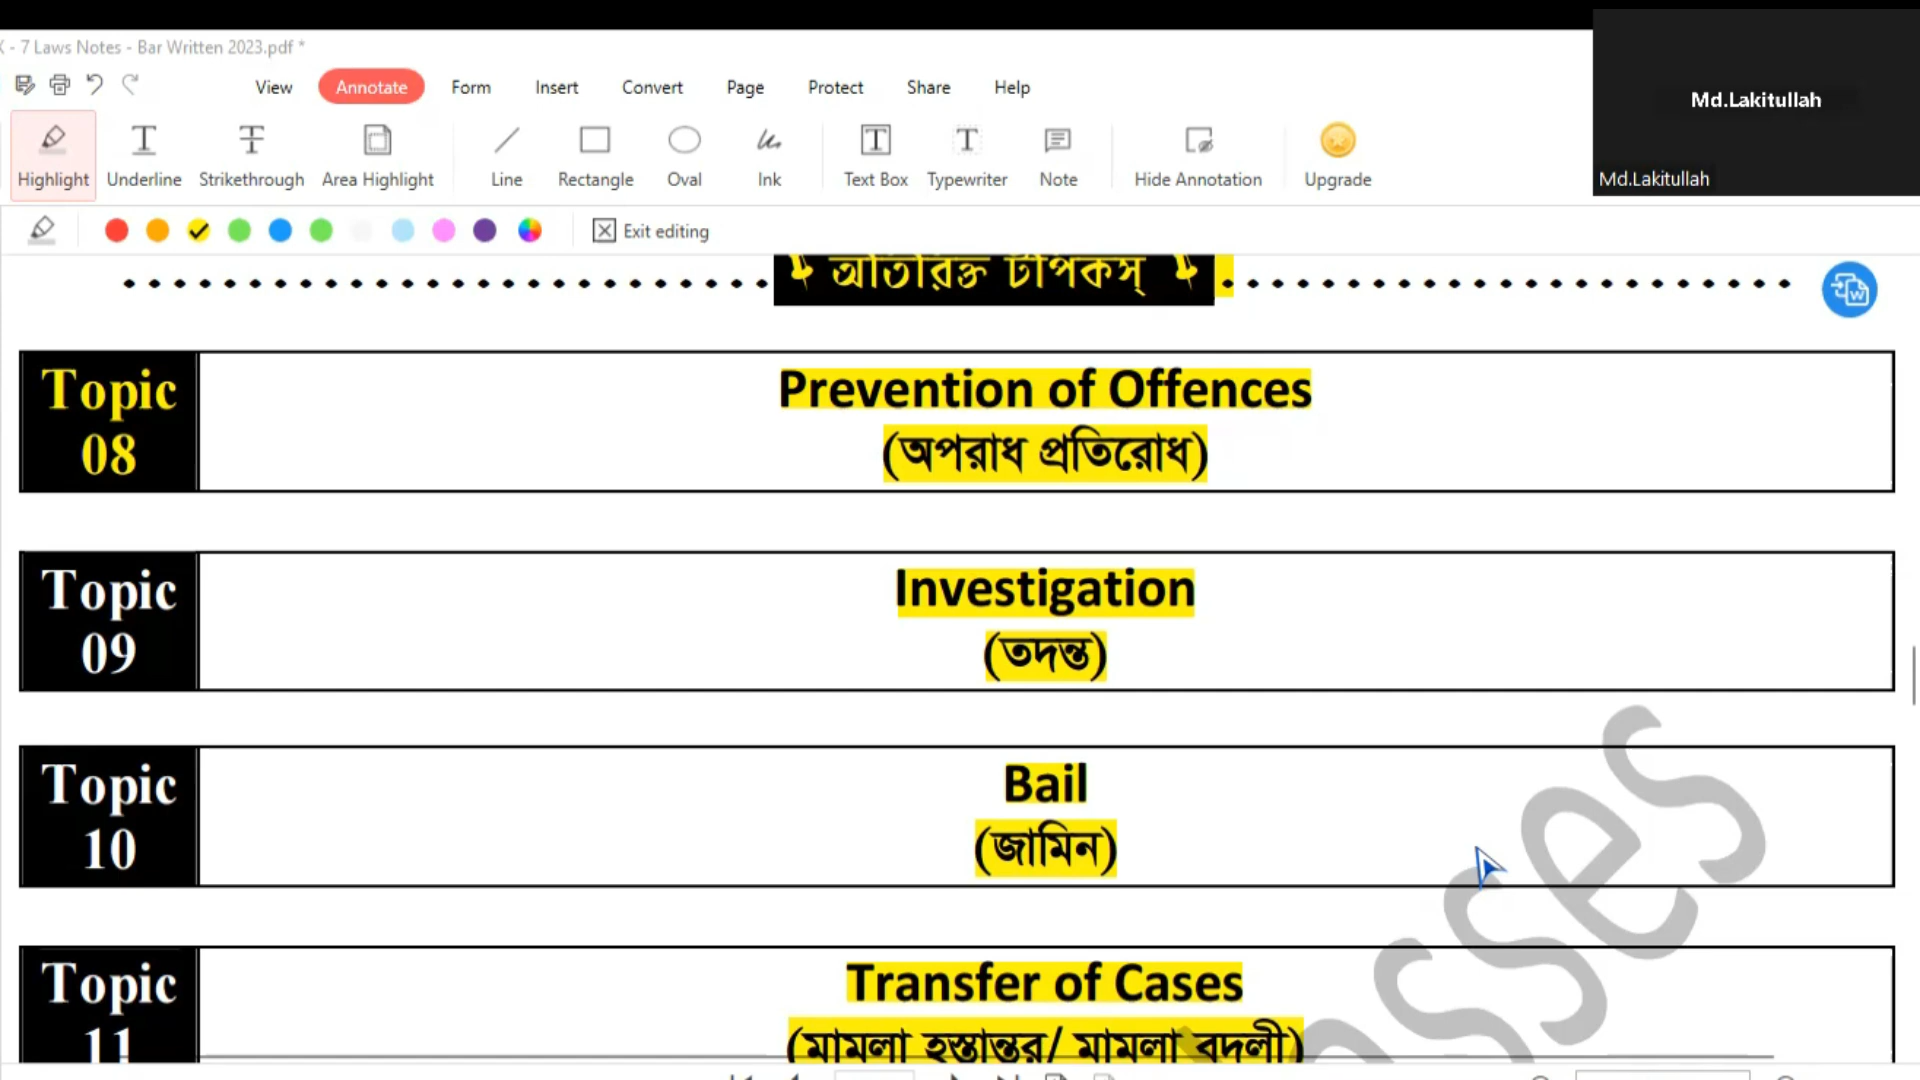 - 7 Laws Notes - Bar Written 2023.pdf *
View Annotate Form Insert Convert Page Protect Share Help
Highlight Underline Strikethrough Area Highlight Line Rectangle Oval Ink Text Box Typewriter Note Hide Annotation Upgrade
Md.Lakitullah
Md.Lakitullah
Exit editing
অতিরিক্ত টপিকস্
Topic 08
Prevention of Offences
(অপরাধ প্রতিরোধ)
Topic 09
Investigation
(তদন্ত)
Topic 10
Bail
(জামিন)
Topic 11
Transfer of Cases
(মামলা হস্তান্তর/ মামলা বদলী)
sses